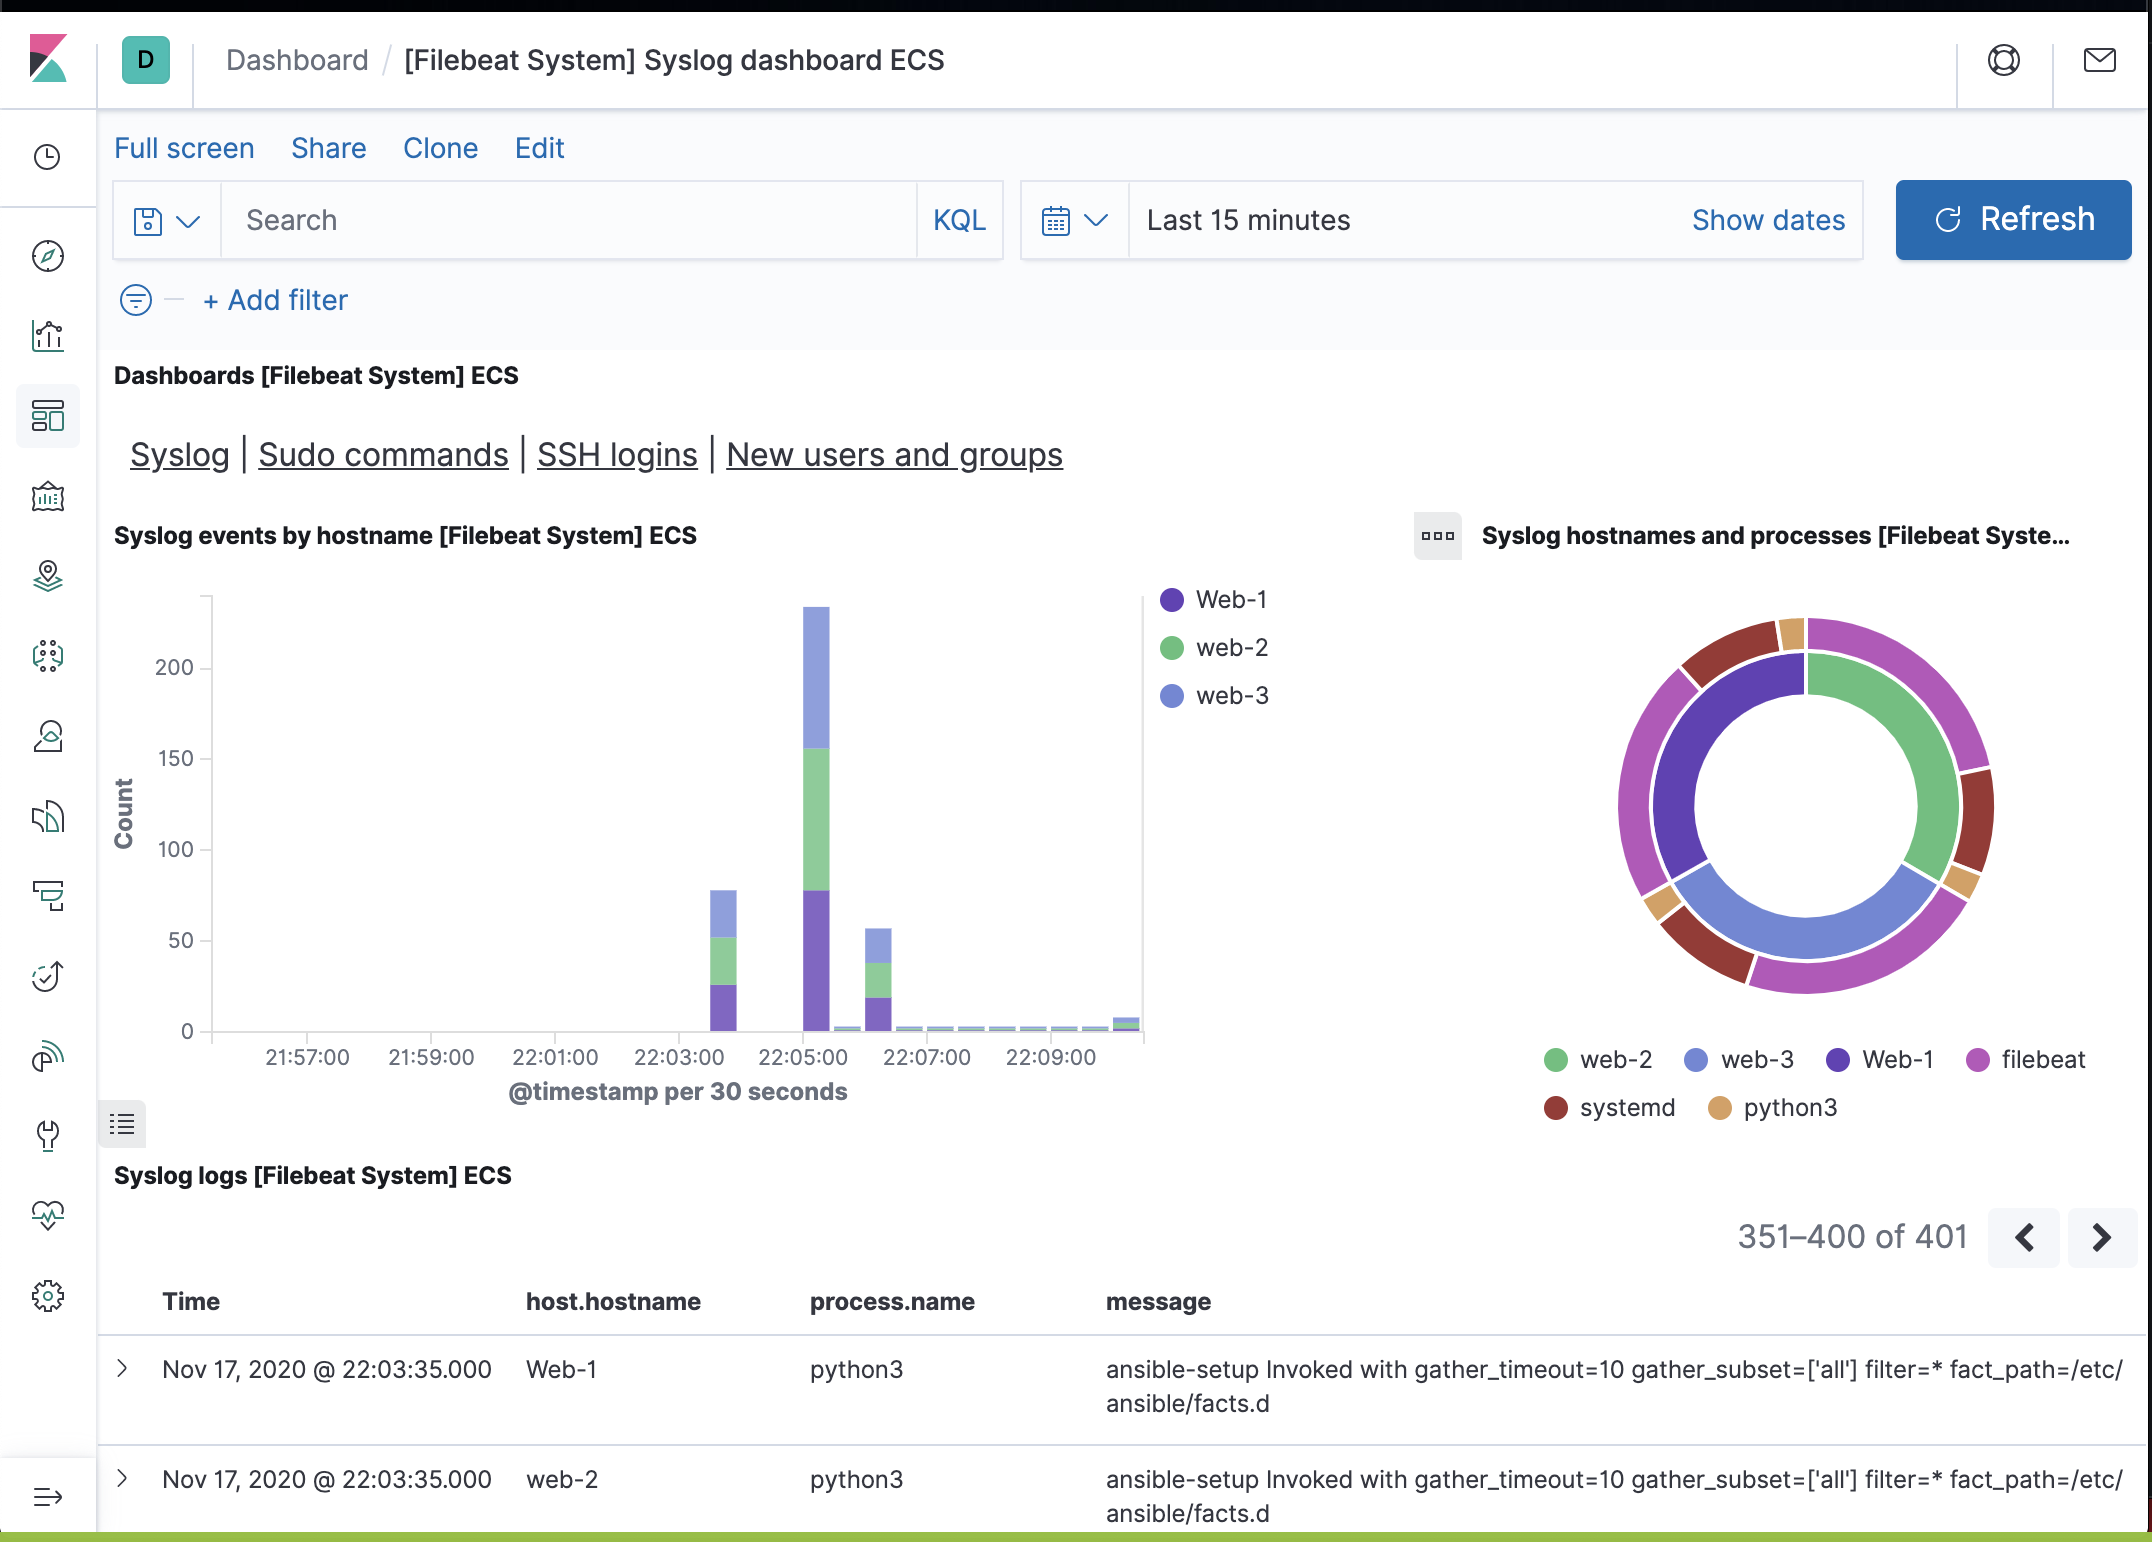 D Dashboard / [Filebeat System] Syslog dashboard ECS
Full screen Share Clone Edit
Search KQL Last 15 minutes Show dates Refresh
+ Add filter
Dashboards [Filebeat System] ECS
Syslog | Sudo commands | SSH logins | New users and groups
Syslog events by hostname [Filebeat System] ECS
Count
200
150
100
50
0
21:57:00 21:59:00 22:01:00 22:03:00 22:05:00 22:07:00 22:09:00
@timestamp per 30 seconds
Web-1
web-2
web-3
Syslog hostnames and processes [Filebeat Syste...
web-2 web-3 Web-1 filebeat
systemd python3
Syslog logs [Filebeat System] ECS
351–400 of 401
Time host.hostname process.name message
Nov 17, 2020 @ 22:03:35.000 Web-1 python3 ansible-setup Invoked with gather_timeout=10 gather_subset=['all'] filter=* fact_path=/etc/
ansible/facts.d
Nov 17, 2020 @ 22:03:35.000 web-2 python3 ansible-setup Invoked with gather_timeout=10 gather_subset=['all'] filter=* fact_path=/etc/
ansible/facts.d